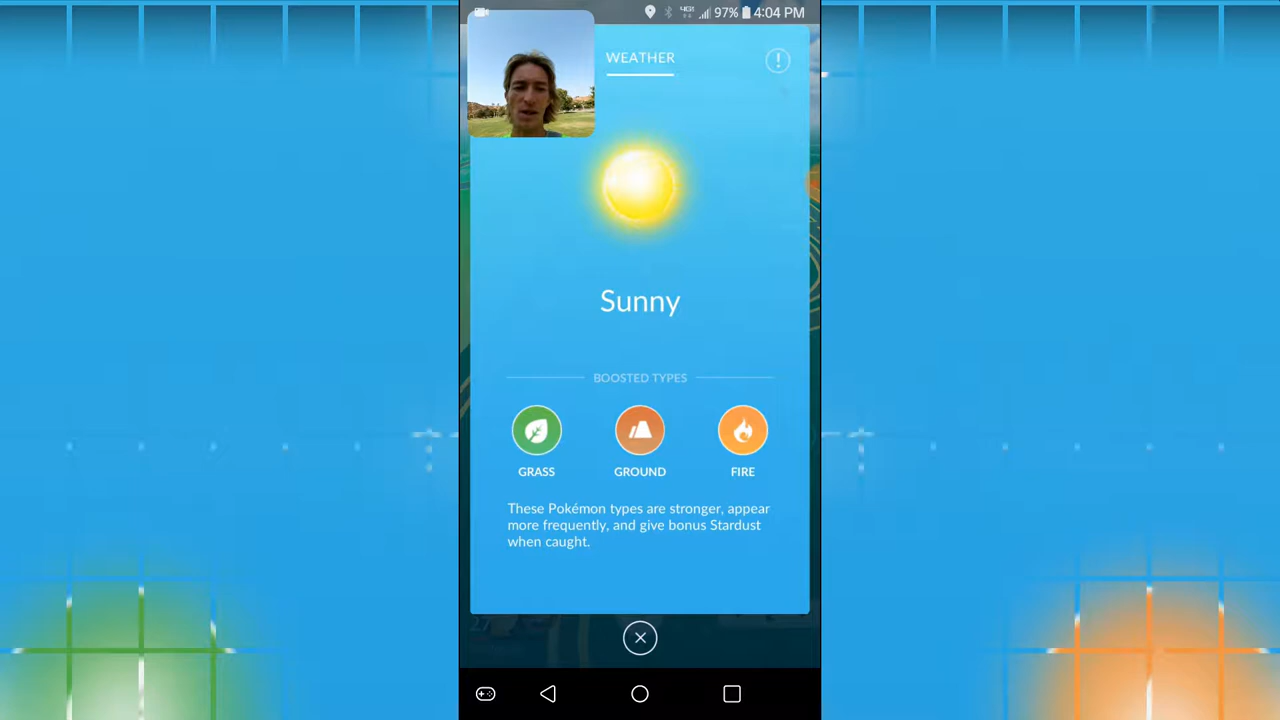 4G 97% 4:04 PM
WEATHER
Sunny
BOOSTED TYPES
GRASS GROUND FIRE
These Pokémon types are stronger, appear
more frequently, and give bonus Stardust
when caught.